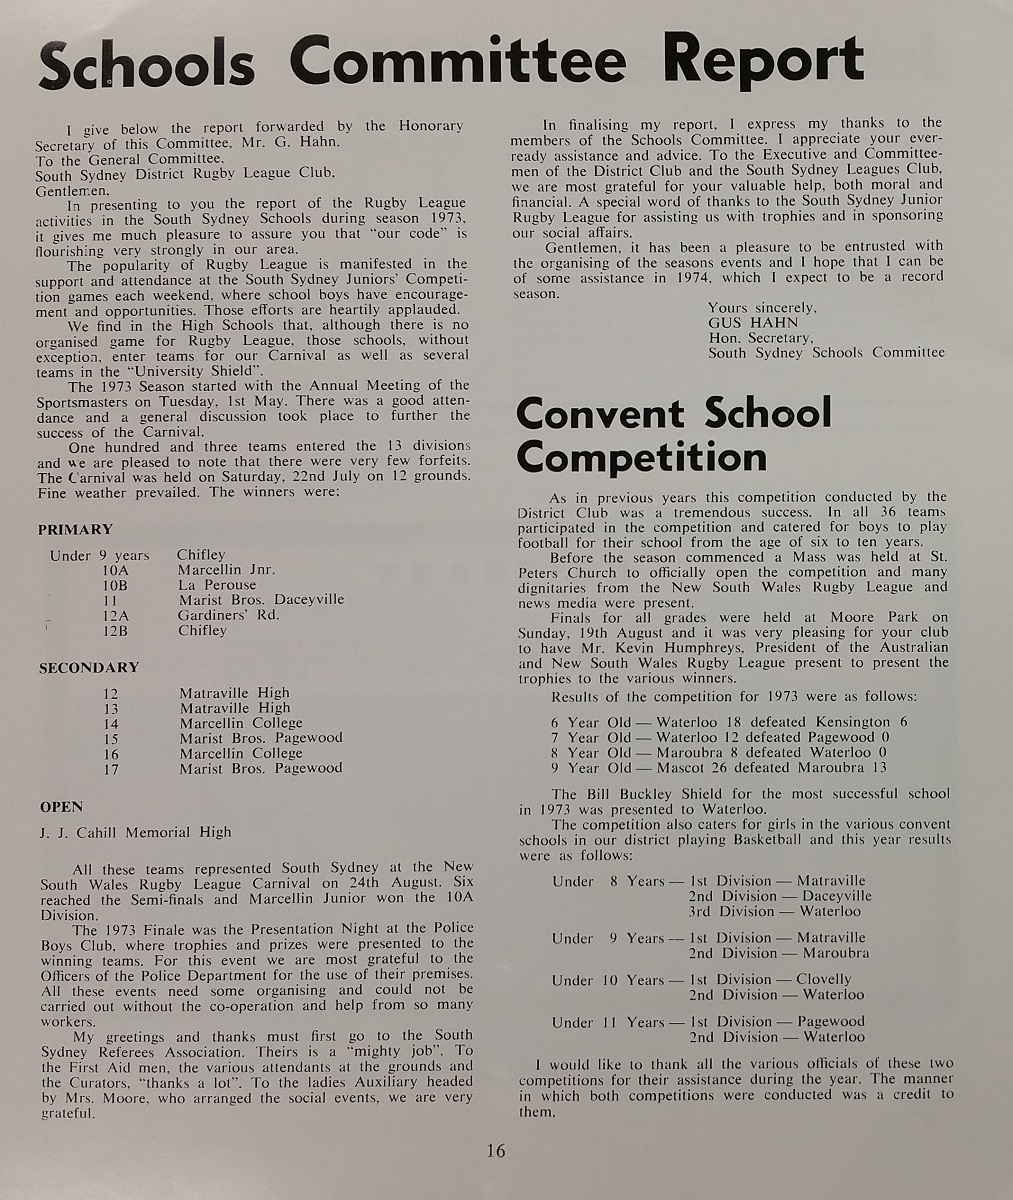 Schools Committee Report
I give below the report forwarded by the Honorary
Secretary of this Committee, Mr. G. Hahn.
To the General Committee,
South Sydney District Rugby League Club,
Gentlemen,
In presenting to you the report of the Rugby League
activities in the South Sydney Schools during season 1973,
it gives me much pleasure to assure you that "our code" is
flourishing very strongly in our area.
The popularity of Rugby League is manifested in the
support and attendance at the South Sydney Juniors' Competi-
tion games each weekend, where school boys have encourage-
ment and opportunities. Those efforts are heartily applauded.
We find in the High Schools that, although there is no
organised game for Rugby League, those schools, without
exception, enter teams for our Carnival as well as several
teams in the "University Shield".
The 1973 Season started with the Annual Meeting of the
Sportsmasters on Tuesday, 1st May. There was a good atten-
dance and a general discussion took place to further the
success of the Carnival.
One hundred and three teams entered the 13 divisions
and we are pleased to note that there were very few forfeits.
The Carnival was held on Saturday, 22nd July on 12 grounds.
Fine weather prevailed. The winners were;
PRIMARY
Under 9 years Chifley
10A Marcellin Jnr.
10B La Perouse
11 Marist Bros. Daceyville
12A Gardiners' Rd.
12B Chifley
SECONDARY
12 Matraville High
13 Matraville High
14 Marcellin College
15 Marist Bros. Pagewood
16 Marcellin College
17 Marist Bros. Pagewood
OPEN
J. J. Cahill Memorial High
All these teams represented South Sydney at the New
South Wales Rugby League Carnival on 24th August. Six
reached the Semi-finals and Marcellin Junior won the 10A
Division.
The 1973 Finale was the Presentation Night at the Police
Boys Club, where trophies and prizes were presented to the
winning teams. For this event we are most grateful to the
Officers of the Police Department for the use of their premises.
All these events need some organising and could not be
carried out without the co-operation and help from so many
workers.
My greetings and thanks must first go to the South
Sydney Referees Association. Theirs is a "mighty job". To
the First Aid men, the various attendants at the grounds and
the Curators, "thanks a lot". To the ladies Auxiliary headed
by Mrs. Moore, who arranged the social events, we are very
grateful.
In finalising my report, I express my thanks to the
members of the Schools Committee. I appreciate your ever-
ready assistance and advice. To the Executive and Committee-
men of the District Club and the South Sydney Leagues Club,
we are most grateful for your valuable help, both moral and
financial. A special word of thanks to the South Sydney Junior
Rugby League for assisting us with trophies and in sponsoring
our social affairs.
Gentlemen, it has been a pleasure to be entrusted with
the organising of the seasons events and I hope that I can be
of some assistance in 1974, which I expect to be a record
season.
Yours sincerely,
GUS HAHN
Hon. Secretary,
South Sydney Schools Committee
Convent School
Competition
As in previous years this competition conducted by the
District Club was a tremendous success. In all 36 teams
participated in the competition and catered for boys to play
football for their school from the age of six to ten years.
Before the season commenced a Mass was held at St.
Peters Church to officially open the competition and many
dignitaries from the New South Wales Rugby League and
news media were present.
Finals for all grades were held at Moore Park on
Sunday, 19th August and it was very pleasing for your club
to have Mr. Kevin Humphreys, President of the Australian
and New South Wales Rugby League present to present the
trophies to the various winners.
Results of the competition for 1973 were as follows:
6 Year Old — Waterloo 18 defeated Kensington 6
7 Year Old — Waterloo 12 defeated Pagewood 0
8 Year Old — Maroubra 8 defeated Waterloo 0
9 Year Old — Mascot 26 defeated Maroubra 13
The Bill Buckley Shield for the most successful school
in 1973 was presented to Waterloo.
The competition also caters for girls in the various convent
schools in our district playing Basketball and this year results
were as follows:
Under 8 Years — 1st Division — Matraville
2nd Division — Daceyville
3rd Division — Waterloo
Under 9 Years — 1st Division — Matraville
2nd Division — Maroubra
Under 10 Years — 1st Division — Clovelly
2nd Division — Waterloo
Under 11 Years — 1st Division — Pagewood
2nd Division — Waterloo
I would like to thank all the various officials of these two
competitions for their assistance during the year. The manner
in which both competitions were conducted was a credit to
them,
16